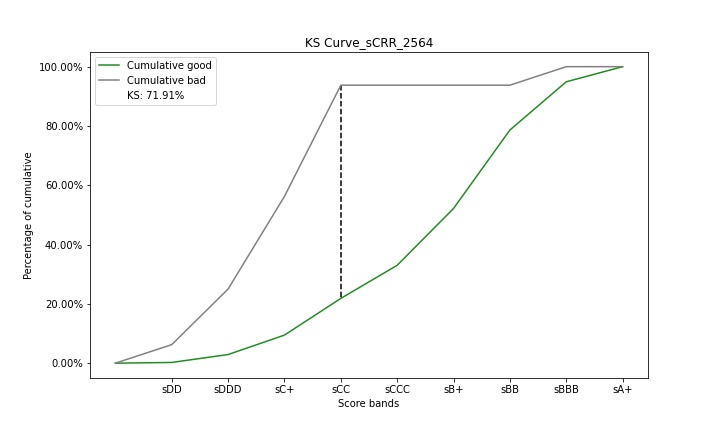 KS Curve_sCRR_2564
Cumulative good
Cumulative bad
KS: 71.91%
100.00%
80.00%
60.00%
40.00%
20.00%
0.00%
Percentage of cumulative
sDD sDDD sC+ sCC sCCC sB+ sBB sBBB sA+
Score bands